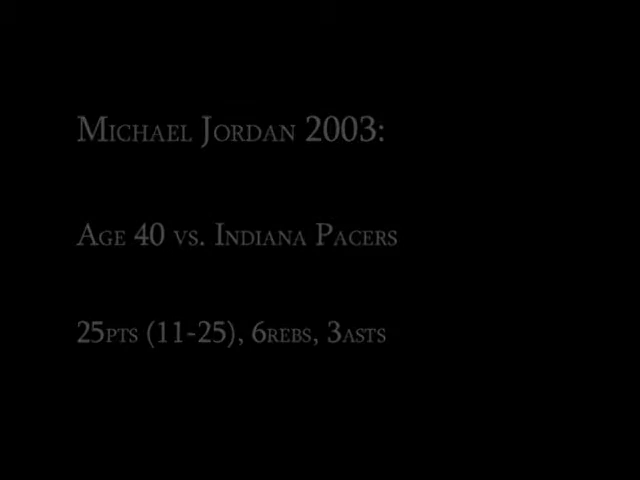 Michael Jordan 2003:
Age 40 vs. Indiana Pacers
25pts (11-25), 6rebs, 3asts